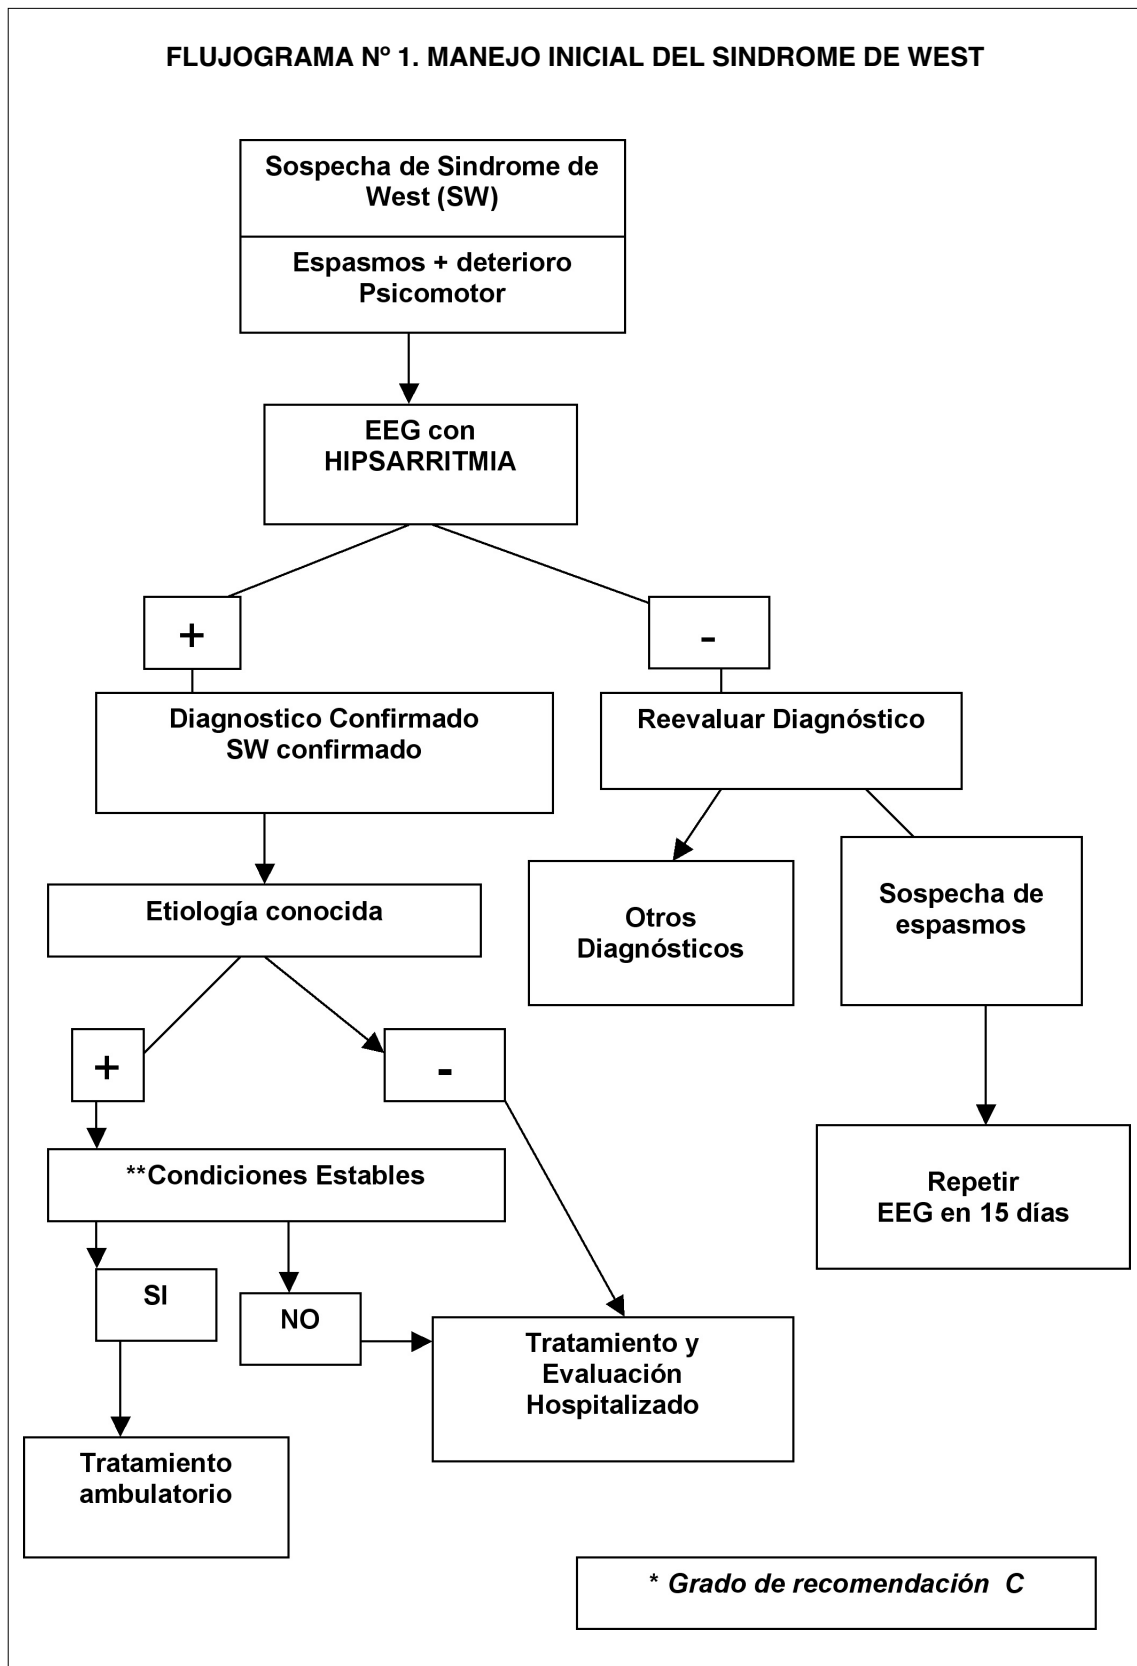 FLUJOGRAMA Nº 1. MANEJO INICIAL DEL SINDROME DE WEST
Sospecha de Sindrome de
West (SW)
Espasmos + deterioro
Psicomotor
EEG con
HIPSARRITMIA
+
-
Diagnostico Confirmado
SW confirmado
Reevaluar Diagnóstico
Etiología conocida
Otros
Diagnósticos
Sospecha de
espasmos
+
-
**Condiciones Estables
Repetir
EEG en 15 días
SI
NO
Tratamiento y
Evaluación
Hospitalizado
Tratamiento
ambulatorio
* Grado de recomendación C